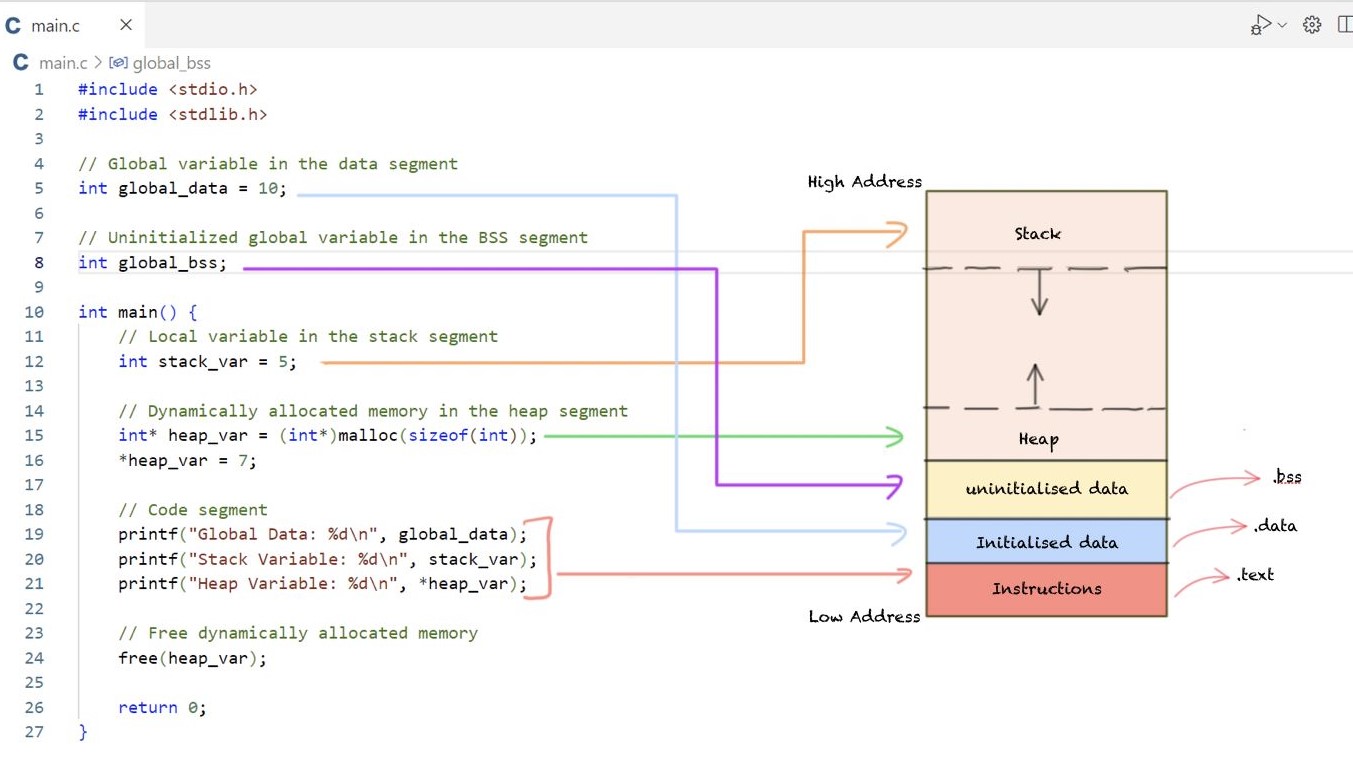 C main.c ×
C main.c > global_bss
1 #include <stdio.h>
2 #include <stdlib.h>
3
4 // Global variable in the data segment
5 int global_data = 10;
6
7 // Uninitialized global variable in the BSS segment
8 int global_bss;
9
10 int main() {
11     // Local variable in the stack segment
12     int stack_var = 5;
13
14     // Dynamically allocated memory in the heap segment
15     int* heap_var = (int*)malloc(sizeof(int));
16     *heap_var = 7;
17
18     // Code segment
19     printf("Global Data: %d\n", global_data);
20     printf("Stack Variable: %d\n", stack_var);
21     printf("Heap Variable: %d\n", *heap_var);
22
23     // Free dynamically allocated memory
24     free(heap_var);
25
26     return 0;
27 }
High Address
Stack
Heap
uninitialised data
.bss
Initialised data
.data
Instructions
.text
Low Address